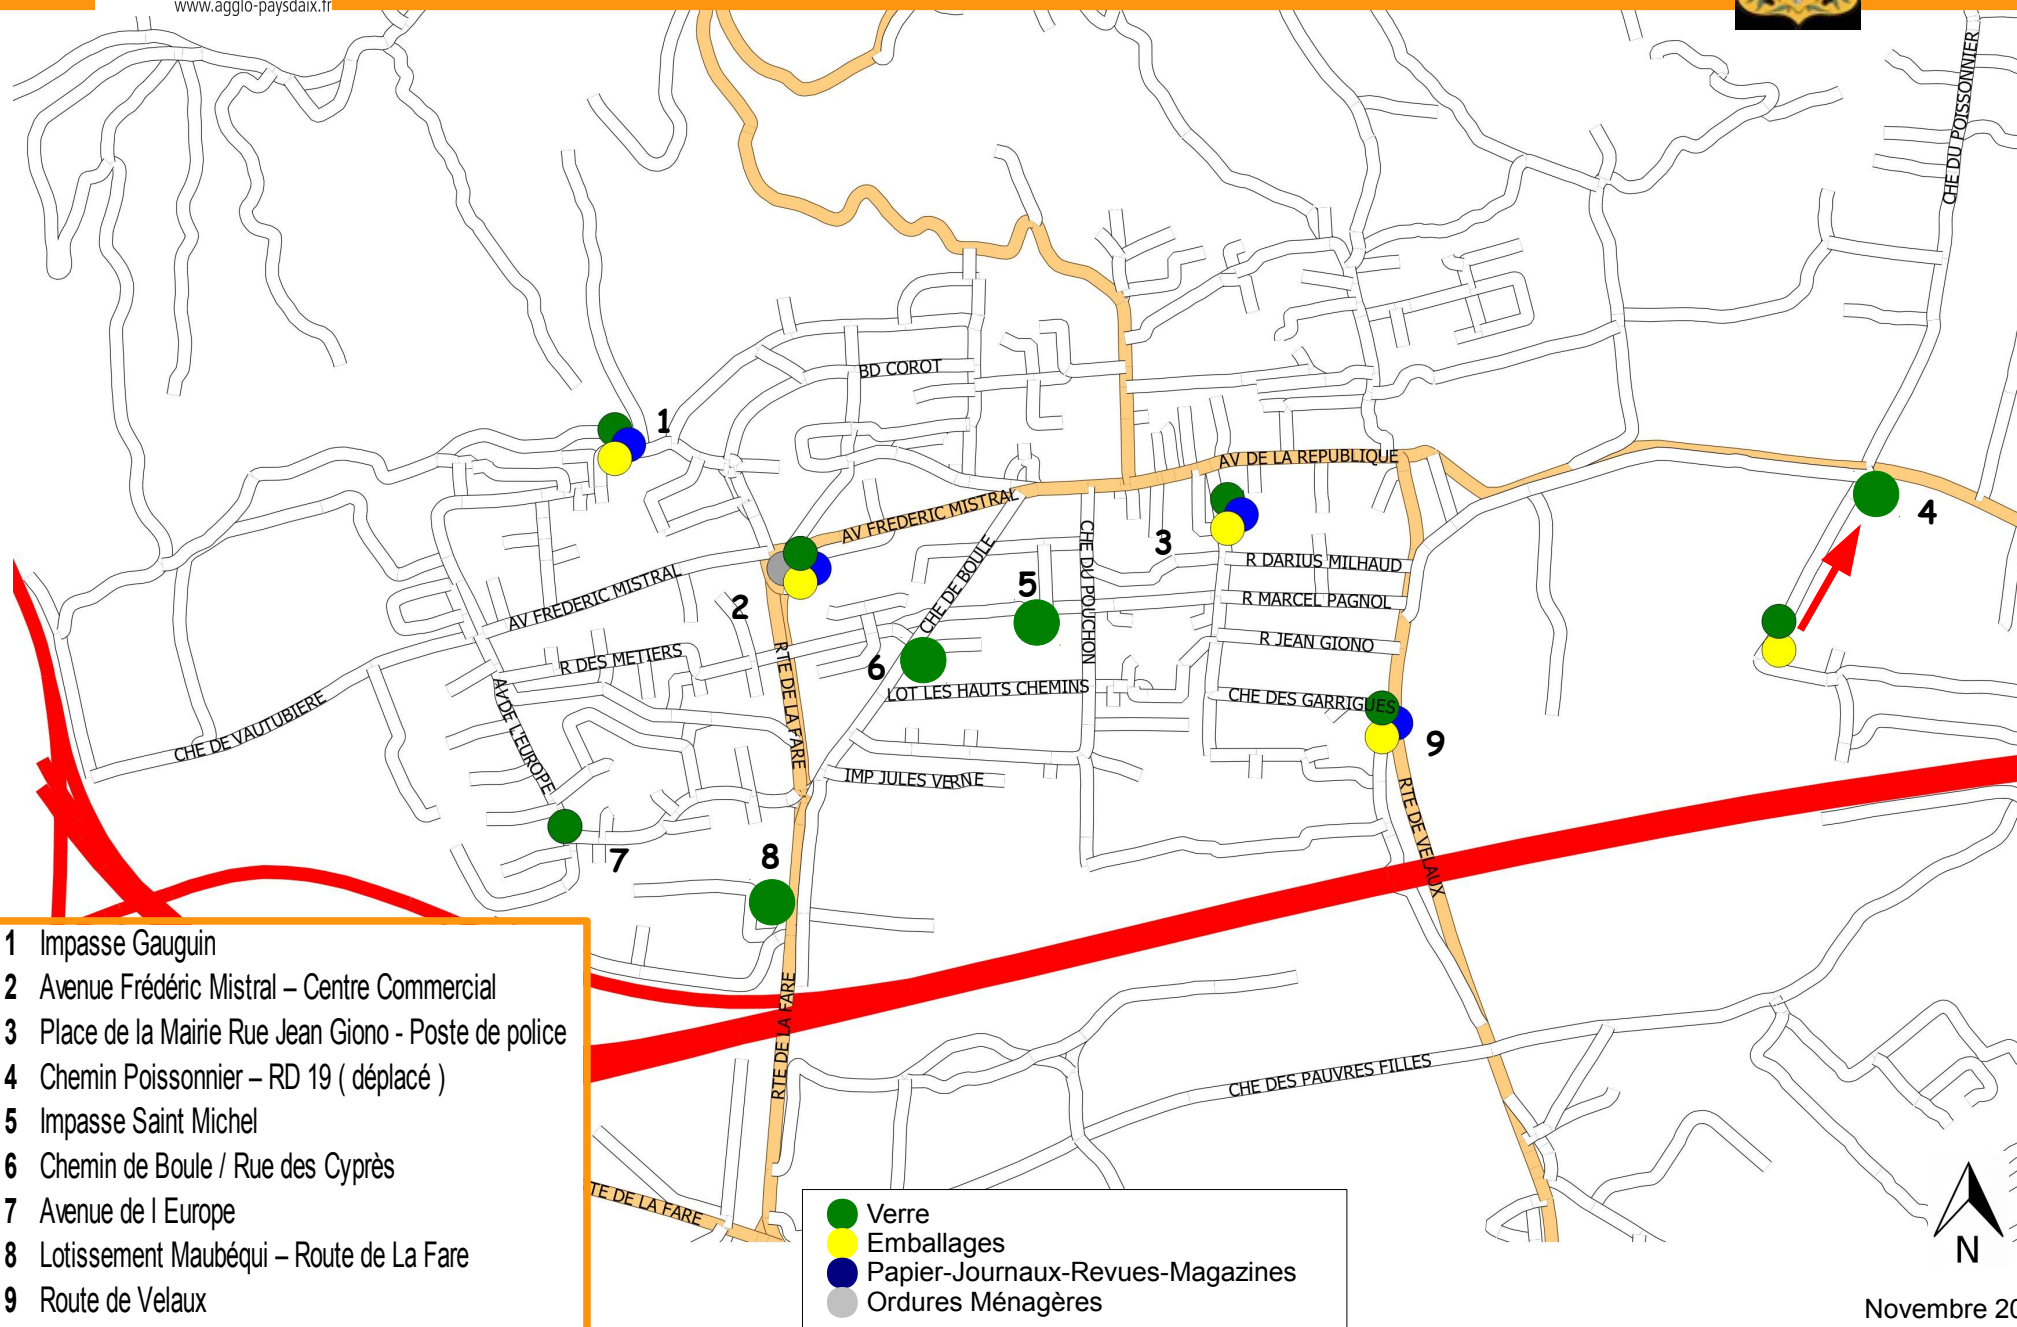 www.agglo-paysdaix.fr
CHE DU POISSONNIER
BD COROT
1
AV DE LA REPUBLIQUE
AV FREDERIC MISTRAL
4
3
CHE DE BOULE
CHE DU POUCHON
R DARIUS MILHAUD
5
AV FREDERIC MISTRAL
2
R MARCEL PAGNOL
R JEAN GIONO
R DES METIERS
6
RTE DE LA FARE
LOT LES HAUTS CHEMINS
CHE DES GARRIGUES
AV DE L'EUROPE
CHE DE VAUTUBIERE
9
IMP JULES VERNE
RTE DE VELAUX
7
8
RTE DE LA FARE
CHE DES PAUVRES FILLES
TE DE LA FARE
1 Impasse Gauguin
2 Avenue Frédéric Mistral – Centre Commercial
3 Place de la Mairie Rue Jean Giono - Poste de police
4 Chemin Poissonnier – RD 19 ( déplacé )
5 Impasse Saint Michel
6 Chemin de Boule / Rue des Cyprès
7 Avenue de l Europe
8 Lotissement Maubéqui – Route de La Fare
9 Route de Velaux
Verre
Emballages
Papier-Journaux-Revues-Magazines
Ordures Ménagères
N
Novembre 20